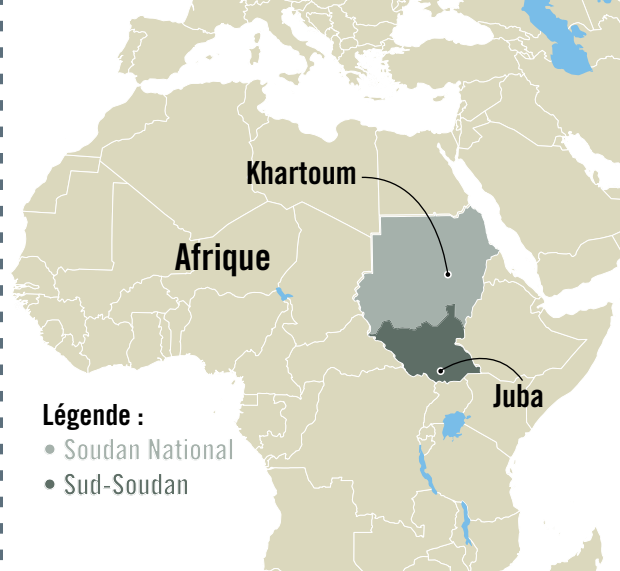 Khartoum
Afrique
Juba
Légende :
• Soudan National
• Sud-Soudan